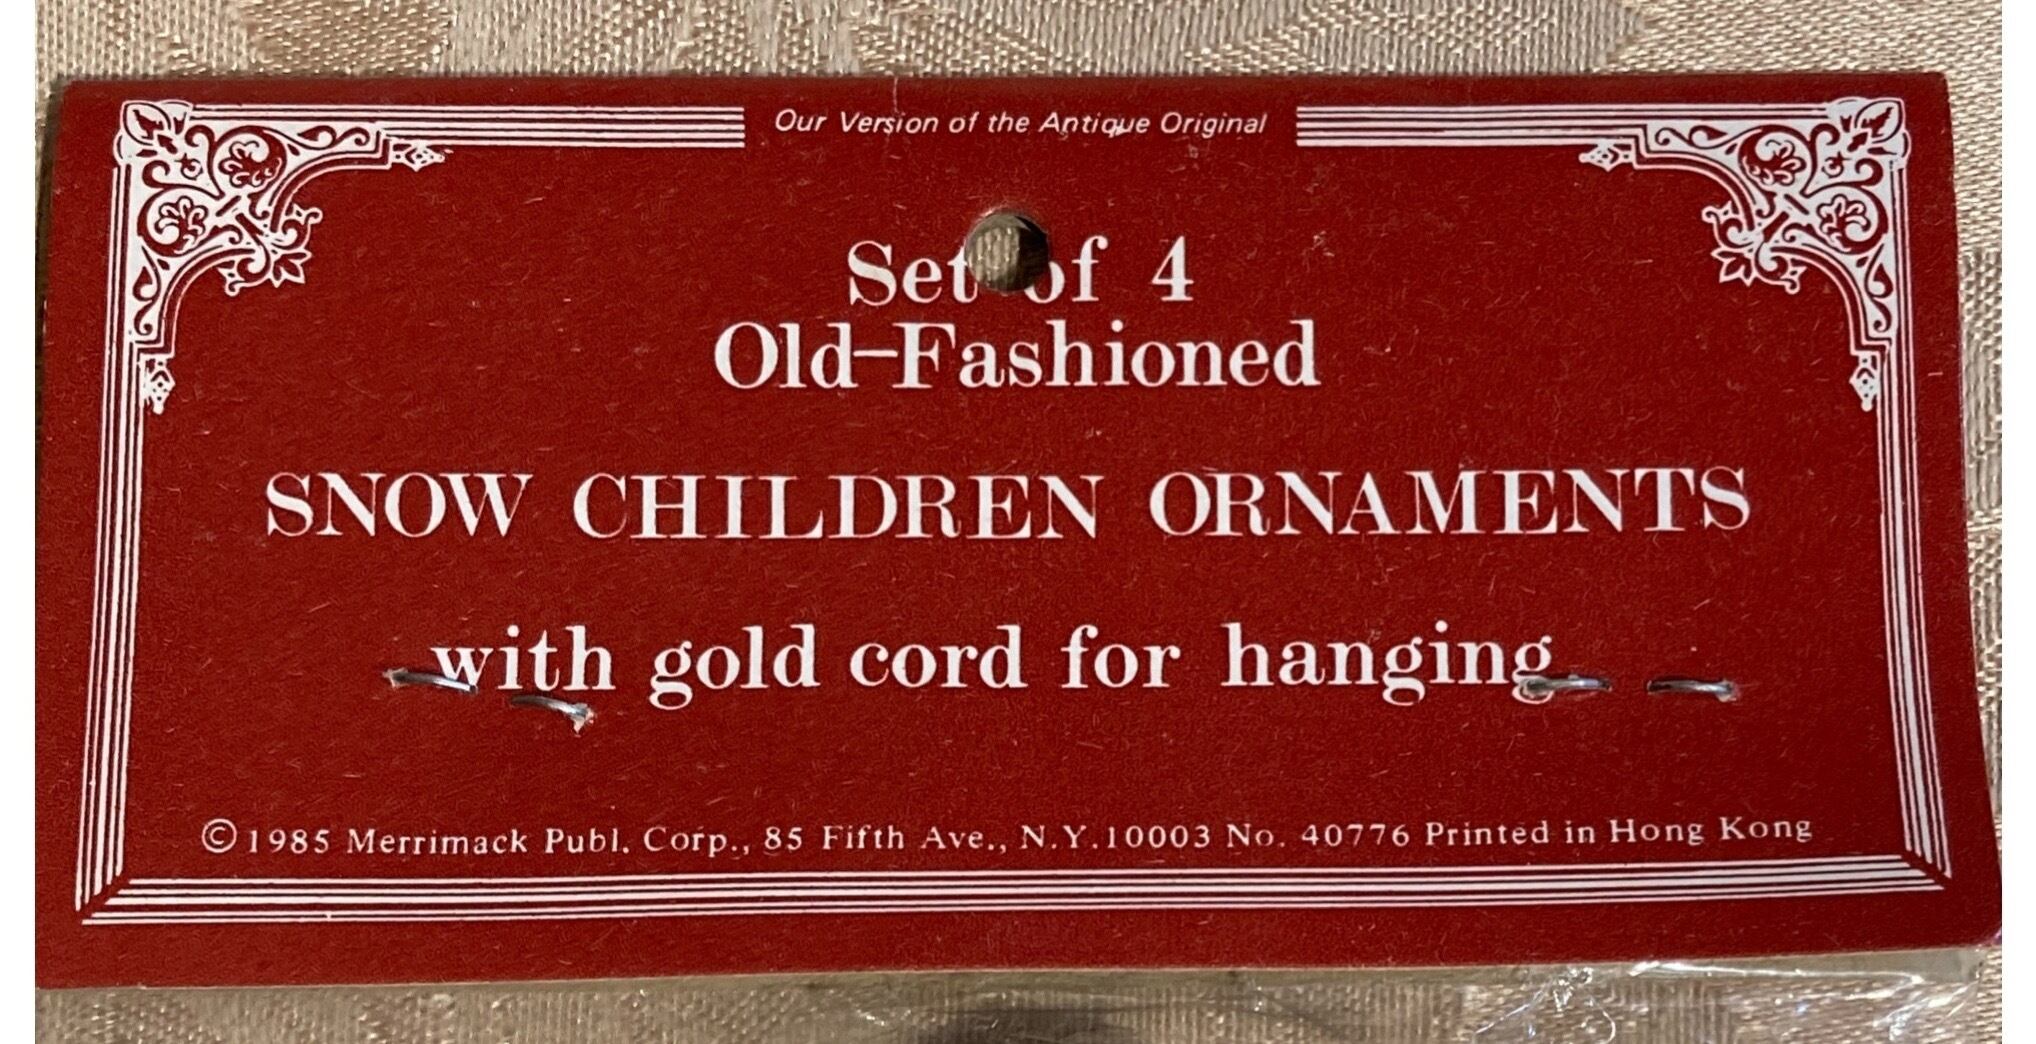 Our Version of the Antique Original
Set of 4
Old-Fashioned
SNOW CHILDREN ORNAMENTS
with gold cord for hanging
© 1985 Merrimack Publ. Corp., 85 Fifth Ave., N.Y.10003 No. 40776 Printed in Hong Kong